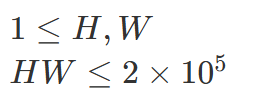 1 ≤ H, W
HW ≤ 2 × 10⁵